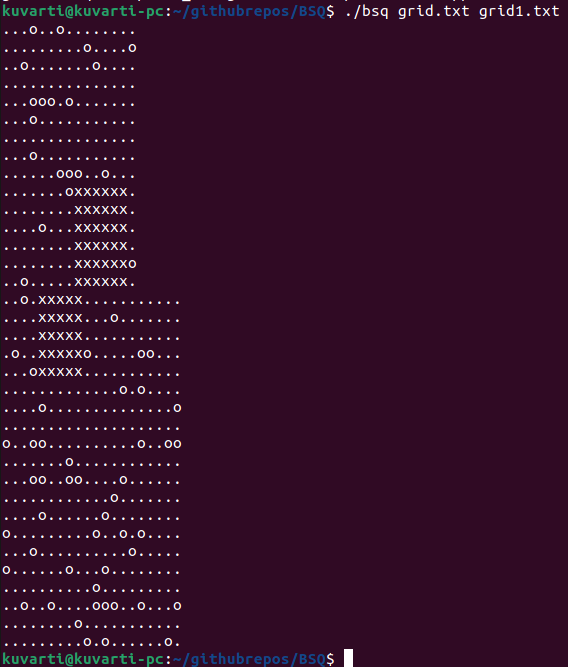 kuvarti@kuvarti-pc:~/githubrepos/BSQ$ ./bsq grid.txt grid1.txt
...o..o........
.........o....o
..o.......o....
...............
...ooo.o.......
...o...........
...............
...o...........
......ooo..o...
.......oxxxxxx.
........xxxxxx.
....o...xxxxxx.
........xxxxxx.
........xxxxxxo
..o.....xxxxxx.
..o.xxxxx...........
....xxxxx...o.......
....xxxxx...........
.o..xxxxxo.....oo...
...oxxxxx...........
.............o.o....
....o..............o
....................
o..oo..........o..oo
.......o............
...oo..oo....o......
............o.......
....o......o........
o.........o..o.o....
...o..........o.....
o......o...o........
..........o.........
..o..o....ooo..o...o
........o...........
.........o.o......o.
kuvarti@kuvarti-pc:~/githubrepos/BSQ$